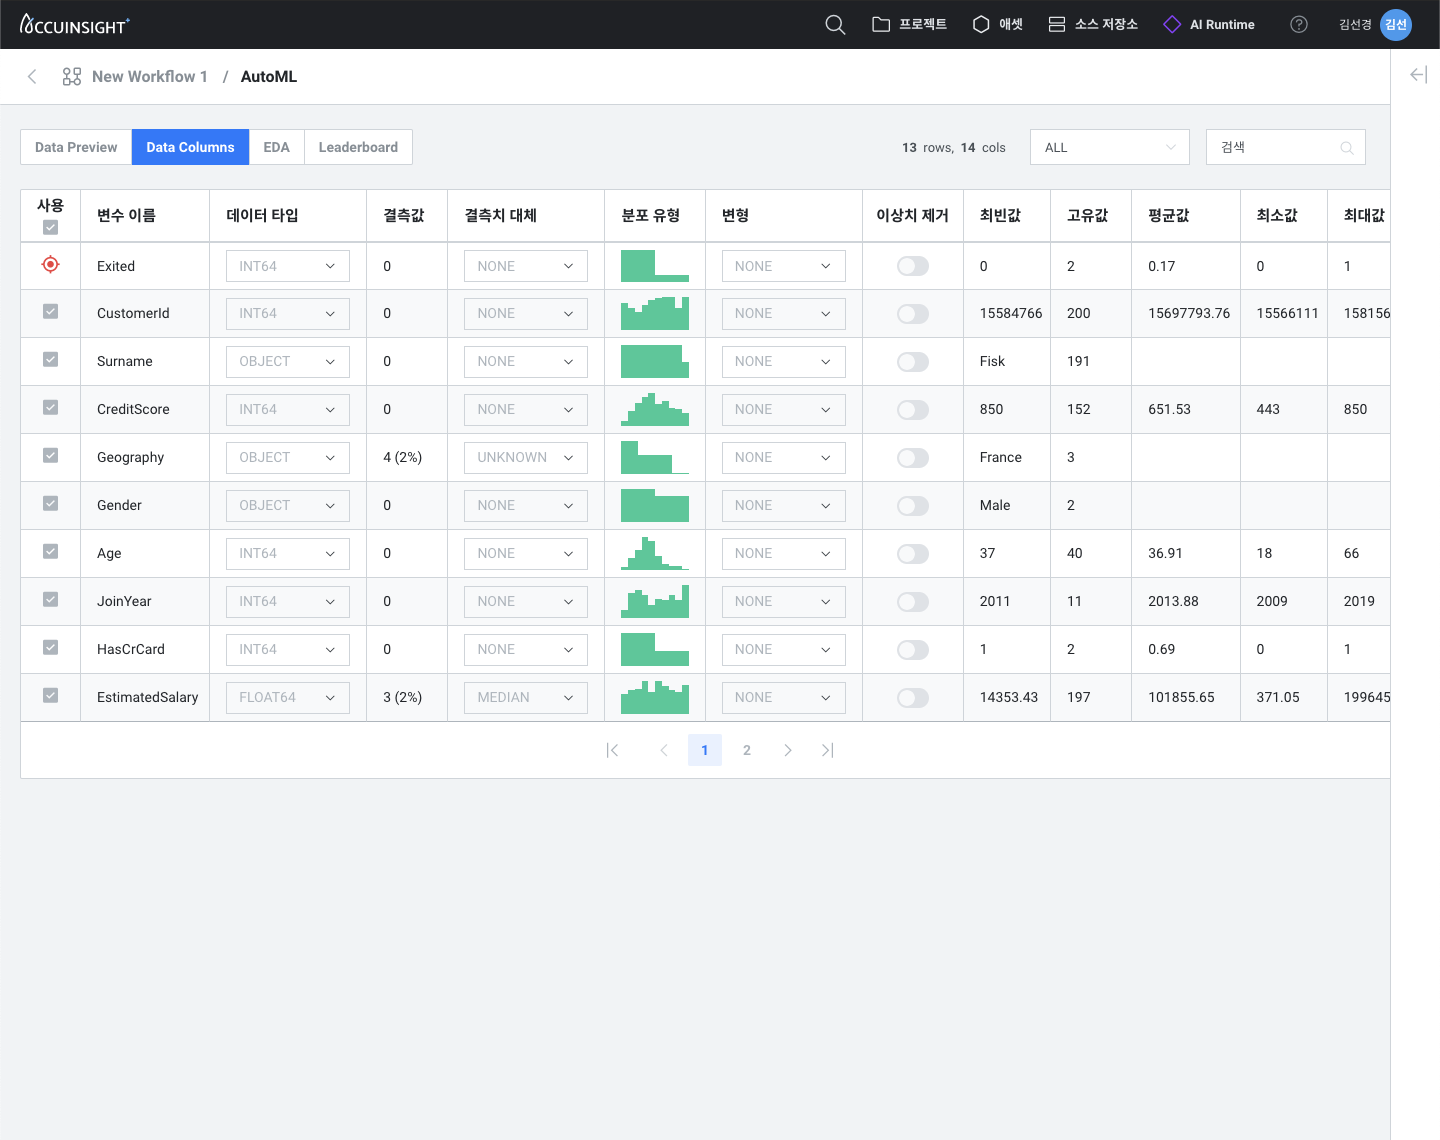 ACCUINSIGHT+
프로젝트
애셋
소스 저장소
AI Runtime
?
김선경
김선
New Workflow 1 / AutoML
Data Preview
Data Columns
EDA
Leaderboard
13 rows, 14 cols
ALL
검색
사용 변수 이름 데이터 타입 결측값 결측치 대체 분포 유형 변형 이상치 제거 최빈값 고유값 평균값 최소값 최대값
Exited INT64 0 NONE NONE 0 2 0.17 0 1
CustomerId INT64 0 NONE NONE 15584766 200 15697793.76 15566111 158156
Surname OBJECT 0 NONE NONE Fisk 191
CreditScore INT64 0 NONE NONE 850 152 651.53 443 850
Geography OBJECT 4 (2%) UNKNOWN NONE France 3
Gender OBJECT 0 NONE NONE Male 2
Age INT64 0 NONE NONE 37 40 36.91 18 66
JoinYear INT64 0 NONE NONE 2011 11 2013.88 2009 2019
HasCrCard INT64 0 NONE NONE 1 2 0.69 0 1
EstimatedSalary FLOAT64 3 (2%) MEDIAN NONE 14353.43 197 101855.65 371.05 199645
1 2